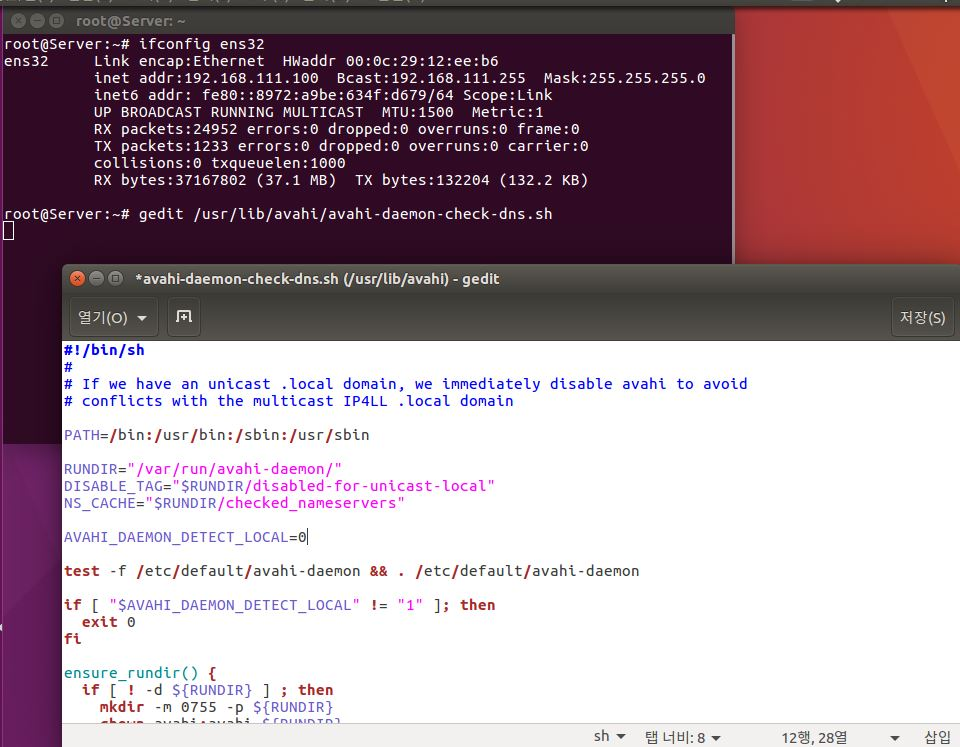 root@Server: ~
root@Server:~# ifconfig ens32
ens32     Link encap:Ethernet  HWaddr 00:0c:29:12:ee:b6
          inet addr:192.168.111.100  Bcast:192.168.111.255  Mask:255.255.255.0
          inet6 addr: fe80::8972:a9be:634f:d679/64 Scope:Link
          UP BROADCAST RUNNING MULTICAST  MTU:1500  Metric:1
          RX packets:24952 errors:0 dropped:0 overruns:0 frame:0
          TX packets:1233 errors:0 dropped:0 overruns:0 carrier:0
          collisions:0 txqueuelen:1000
          RX bytes:37167802 (37.1 MB)  TX bytes:132204 (132.2 KB)
root@Server:~# gedit /usr/lib/avahi/avahi-daemon-check-dns.sh
*avahi-daemon-check-dns.sh (/usr/lib/avahi) - gedit
열기(O) 저장(S)
#!/bin/sh
#
# If we have an unicast .local domain, we immediately disable avahi to avoid
# conflicts with the multicast IP4LL .local domain
PATH=/bin:/usr/bin:/sbin:/usr/sbin
RUNDIR="/var/run/avahi-daemon/"
DISABLE_TAG="$RUNDIR/disabled-for-unicast-local"
NS_CACHE="$RUNDIR/checked_nameservers"
AVAHI_DAEMON_DETECT_LOCAL=0
test -f /etc/default/avahi-daemon && . /etc/default/avahi-daemon
if [ "$AVAHI_DAEMON_DETECT_LOCAL" != "1" ]; then
  exit 0
fi
ensure_rundir() {
  if [ ! -d ${RUNDIR} ] ; then
    mkdir -m 0755 -p ${RUNDIR}
    chown avahi:avahi ${RUNDIR}
sh 탭 너비: 8 12행, 28열 삽입